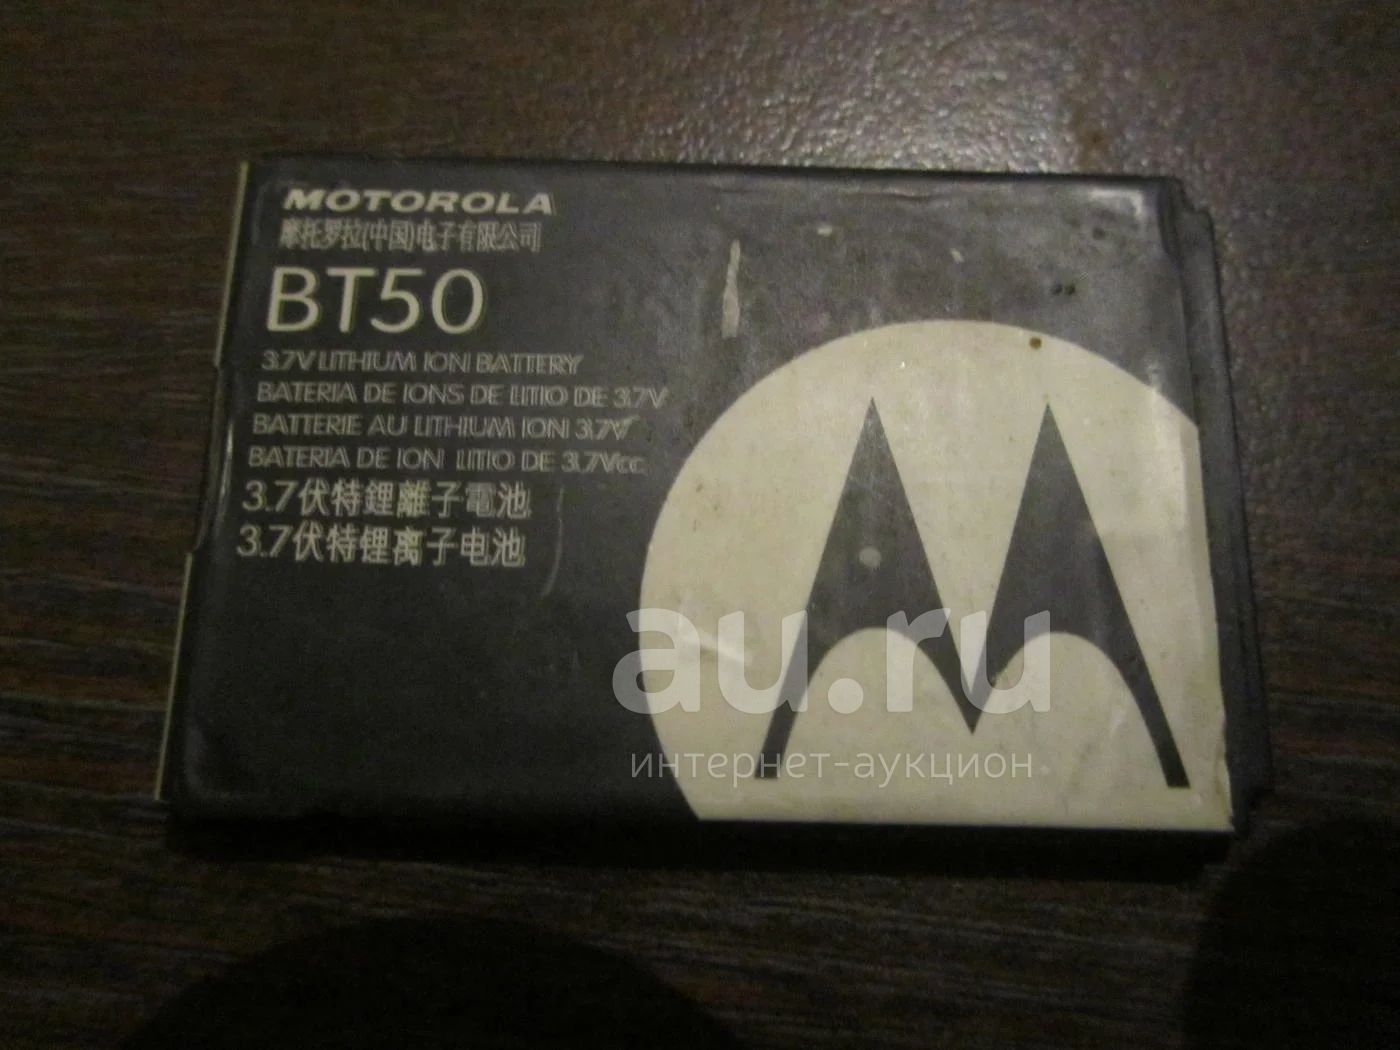 MOTOROLA
摩托罗拉(中国)电子有限公司
BT50
3.7V LITHIUM ION BATTERY
BATERIA DE IONS DE LITIO DE 3.7V
BATTERIE AU LITHIUM ION 3.7V
BATERIA DE ION LITIO DE 3.7Vcc
3.7伏特鋰離子電池
3.7伏特锂离子电池
au.ru
интернет-аукцион